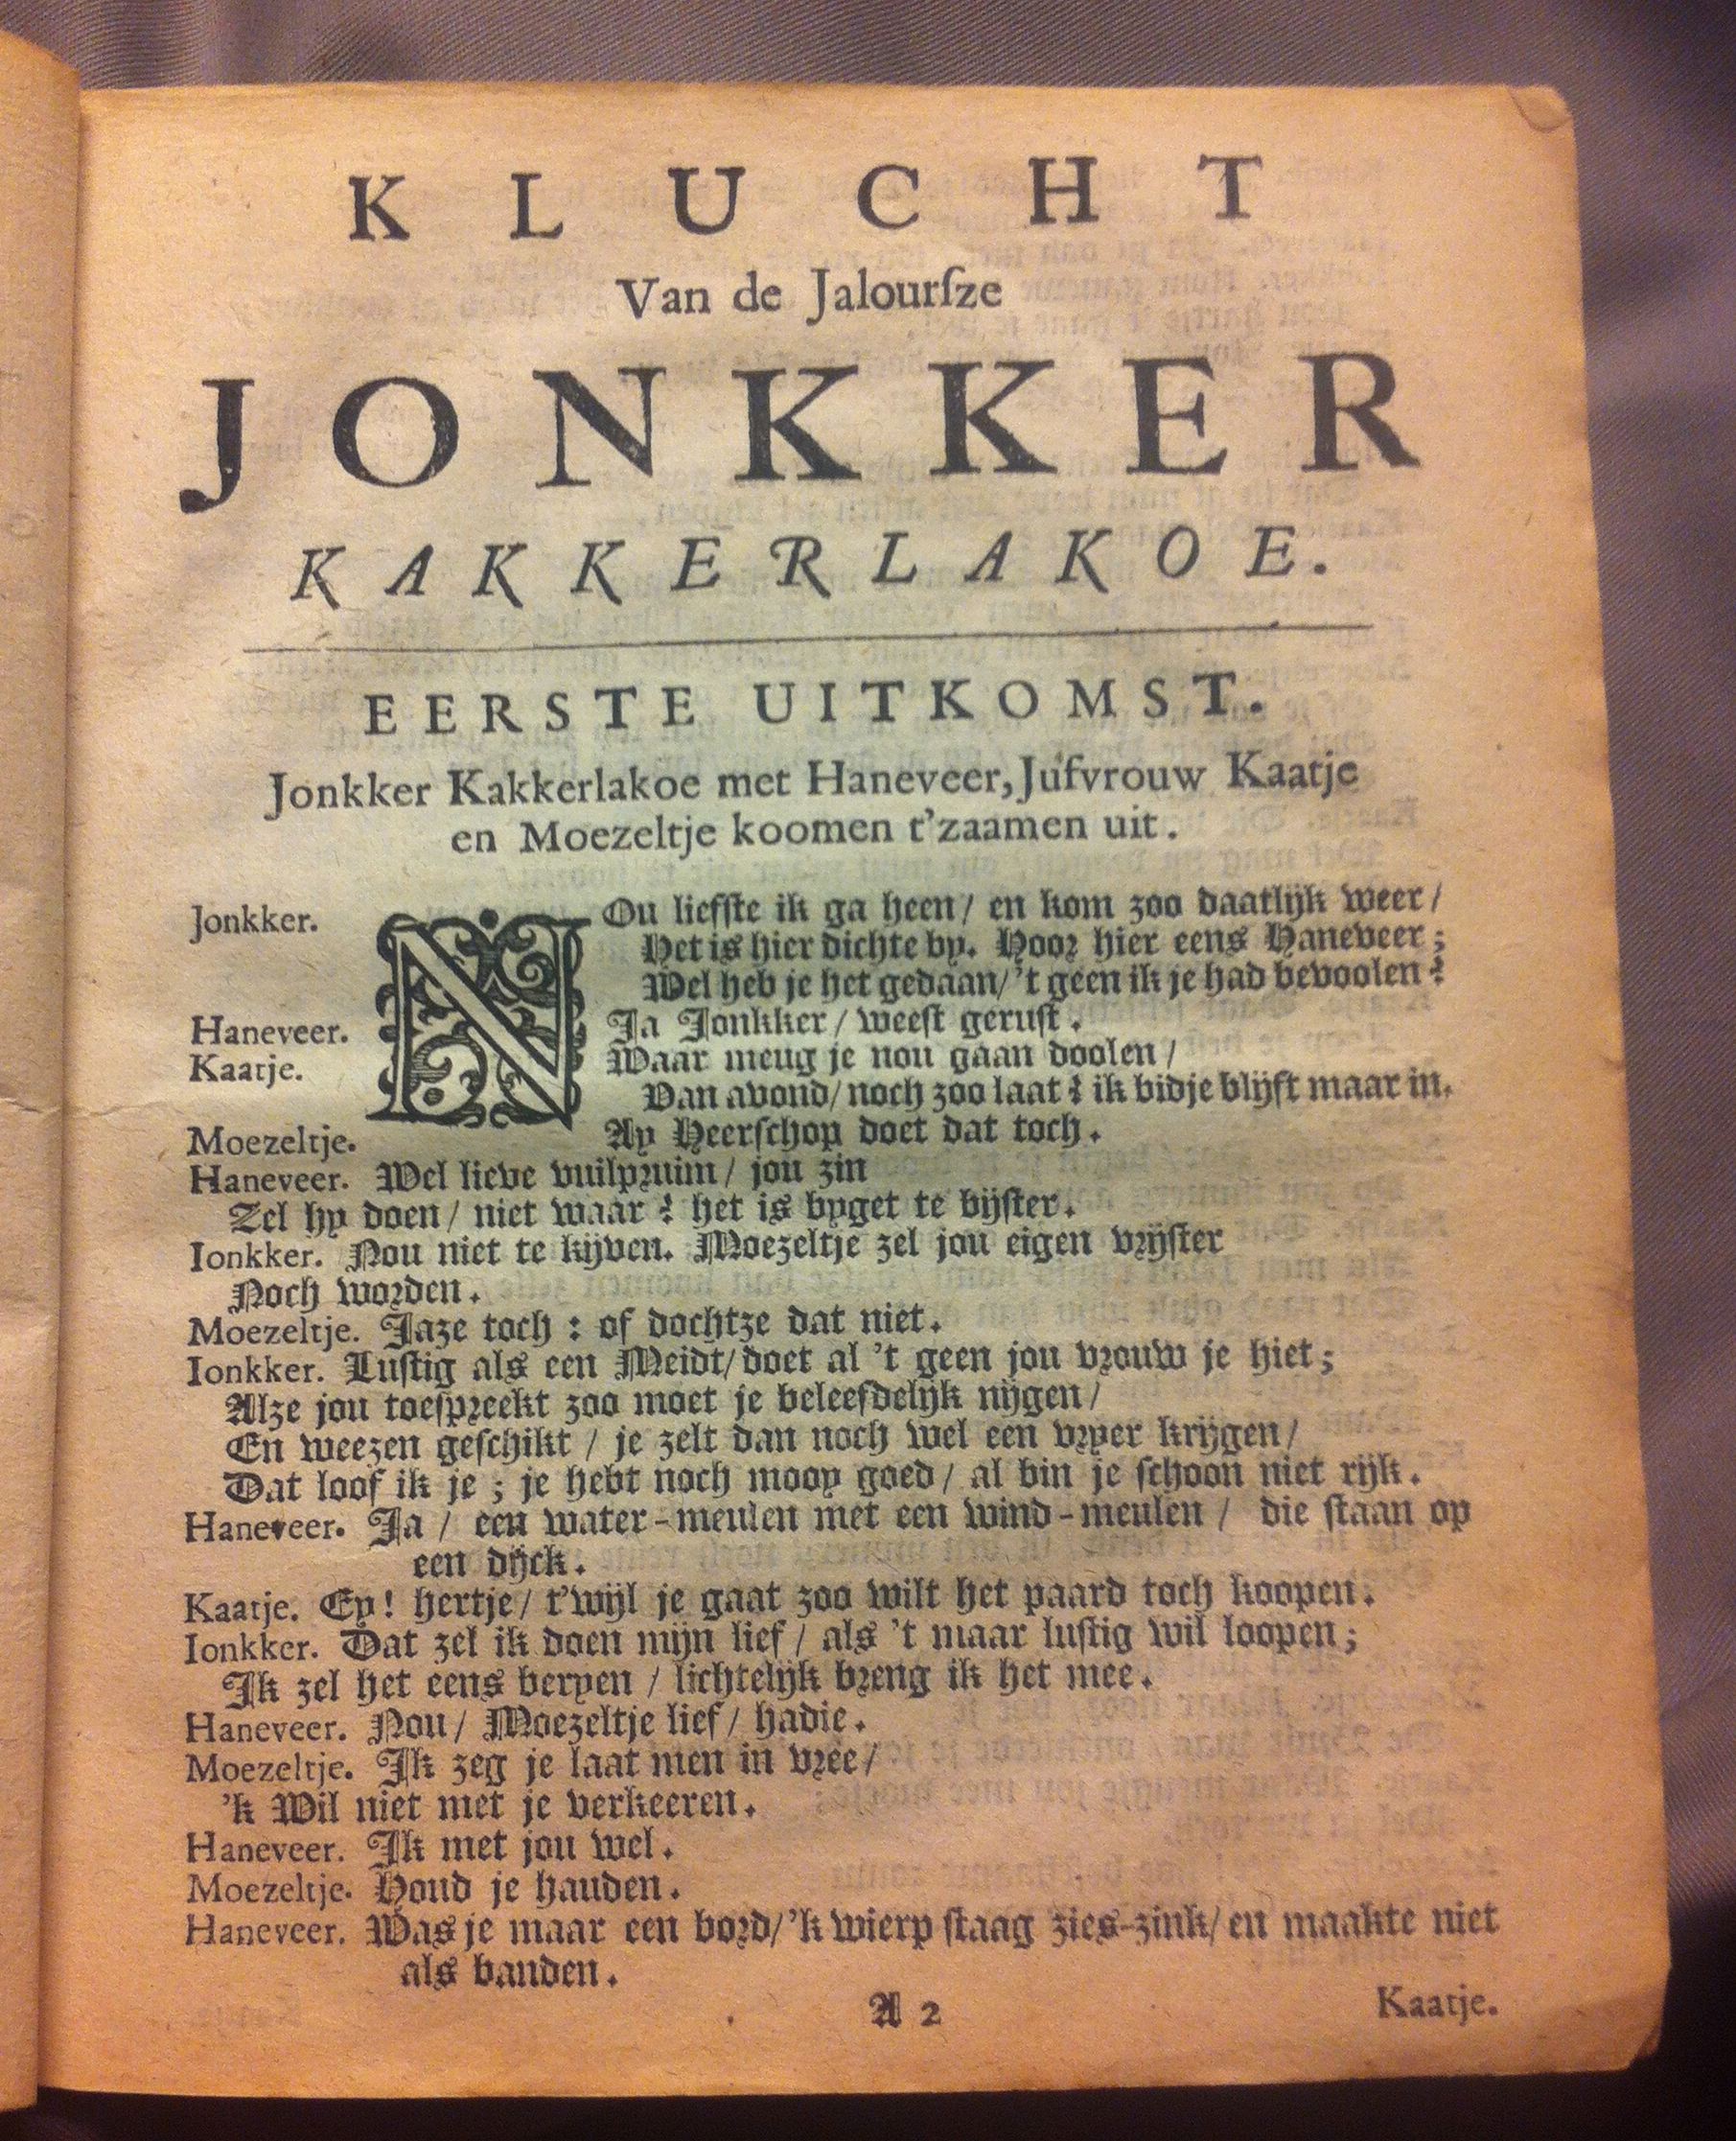 KLUCHT
Van de Jalourſze
JONKKER
KAKKERLAKOE.
EERSTE UITKOMST.
Jonkker Kakkerlakoe met Haneveer, Jufvrouw Kaatje
en Moezeltje koomen t'zaamen uit.
Jonkker. NOu liefſte ik ga heen/ en kom zoo daatlijk weer/
Het is hier dichte by. Hoor hier eens Haneveer;
Wel heb je het gedaan/ 't geen ik je had bevoolen?
Haneveer. Ja Jonkker/ weeſt geruſt.
Kaatje. Waar meug je nou gaan doolen/
Van avond/ noch zoo laat? ik bidje blijft maar in.
Moezeltje. Ay Heerſchop doet dat toch.
Haneveer. Wel lieve vuilpruim/ jou zin
Zel hy doen/ niet waar? het is byget te bijſter.
Ionkker. Nou niet te kijven. Moezeltje zel jou eigen vrijſter
Noch worden.
Moezeltje. Jaze toch: of dochtze dat niet.
Ionkker. Luſtig als een Meidt/ doet al 't geen jou vrouw je hiet;
Alze jou toeſpreekt zoo moet je beleefdelijk nijgen/
En weezen geſchikt/ je zelt dan noch wel een vryer krijgen/
Dat loof ik je; je hebt noch mooy goed/ al bin je ſchoon niet rijk.
Haneveer. Ja/ een water-meulen met een wind-meulen/ die ſtaan op
een dijck.
Kaatje. Ey! hertje/ t'wijl je gaat zoo wilt het paard toch koopen.
Ionkker. Dat zel ik doen mijn lief/ als 't maar luſtig wil loopen;
Ik zel het eens beryen/ lichtelijk breng ik het mee.
Haneveer. Nou/ Moezeltje lief/ hadie.
Moezeltje. Ik zeg je laat men in vree/
'k Wil niet met je verkeeren.
Haneveer. Ik met jou wel.
Moezeltje. Houd je hauden.
Haneveer. Was je maar een bord/ 'k wierp ſtaag zies-zink/ en maakte niet
als banden.
A 2 Kaatje.